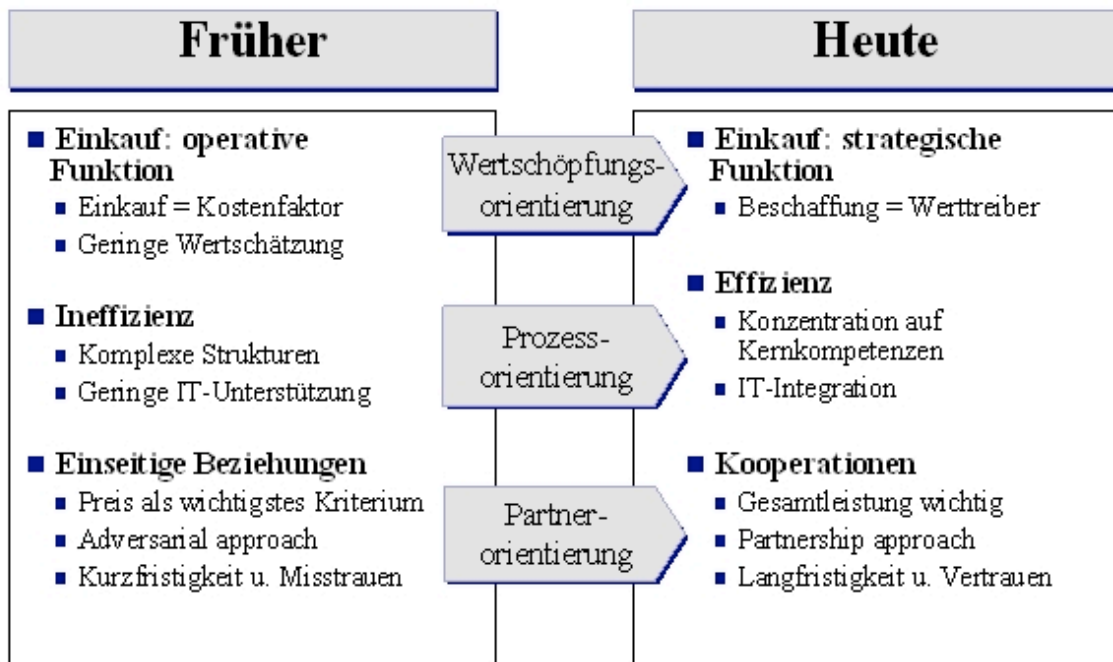 Früher
Einkauf: operative
Funktion
Einkauf = Kostenfaktor
Geringe Wertschätzung
Ineffizienz
Komplexe Strukturen
Geringe IT-Unterstützung
Einseitige Beziehungen
Preis als wichtigstes Kriterium
Adversarial approach
Kurzfristigkeit u. Misstrauen
Wertschöpfungs-
orientierung
Prozess-
orientierung
Partner-
orientierung
Heute
Einkauf: strategische
Funktion
Beschaffung = Werttreiber
Effizienz
Konzentration auf
Kernkompetenzen
IT-Integration
Kooperationen
Gesamtleistung wichtig
Partnership approach
Langfristigkeit u. Vertrauen